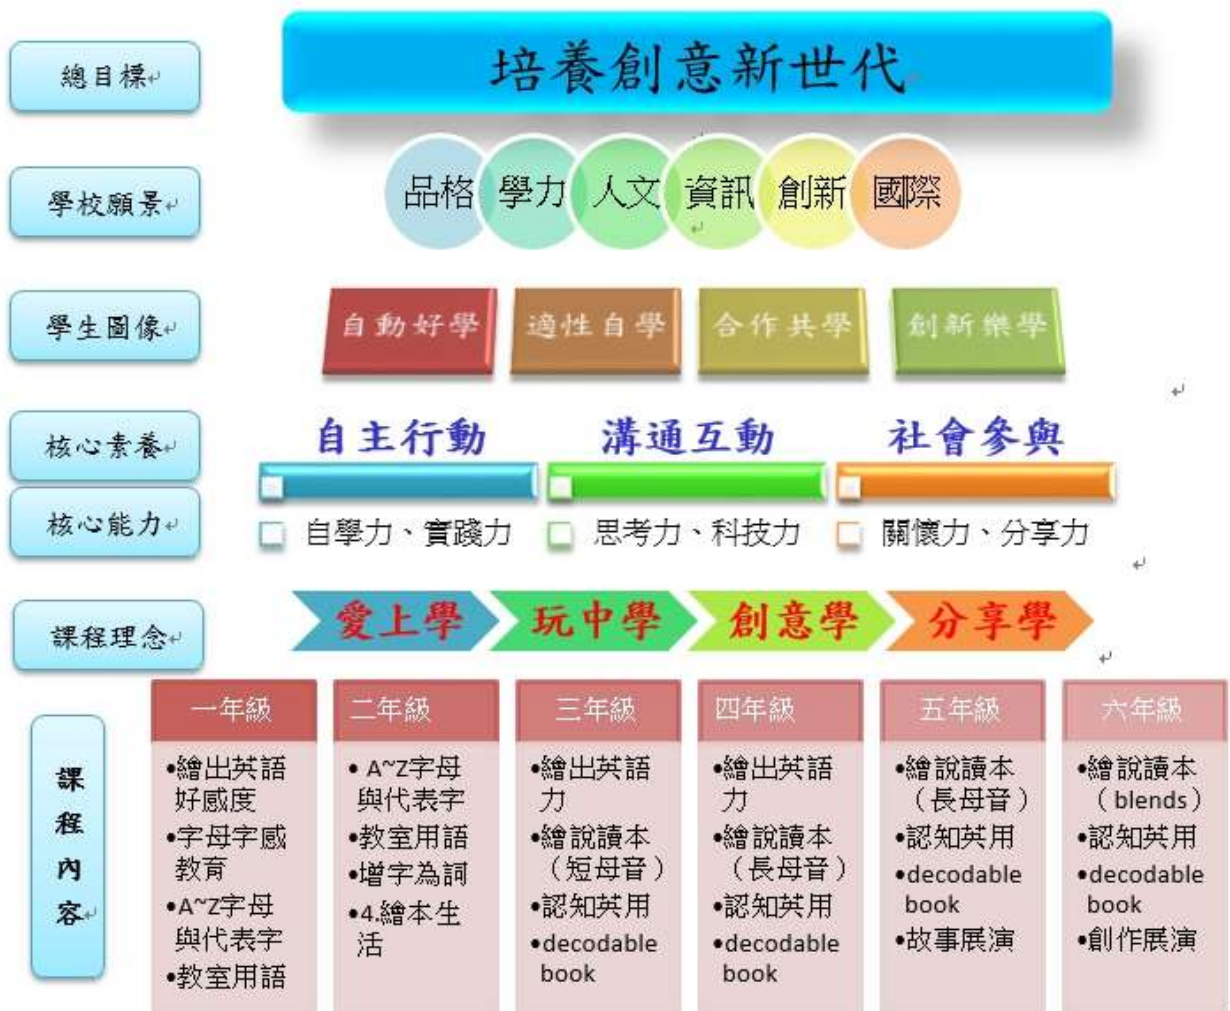 總目標
培養創意新世代
學校願景
品格 學力 人文 資訊 創新 國際
學生圖像
自動好學 適性自學 合作共學 創新樂學
核心素養
自主行動 溝通互動 社會參與
核心能力
自學力、實踐力 思考力、科技力 關懷力、分享力
課程理念
愛上學 玩中學 創意學 分享學
課程內容
一年級
•繪出英語
好感度
•字母字感
教育
•A~Z字母
與代表字
•教室用語
二年級
• A~Z字母
與代表字
•教室用語
•增字為詞
•4.繪本生
活
三年級
•繪出英語
力
•繪說讀本
（短母音）
•認知英用
•decodable
book
四年級
•繪出英語
力
•繪說讀本
（長母音）
•認知英用
•decodable
book
五年級
•繪說讀本
（長母音）
•認知英用
•decodable
book
•故事展演
六年級
•繪說讀本
（blends）
•認知英用
•decodable
book
•創作展演